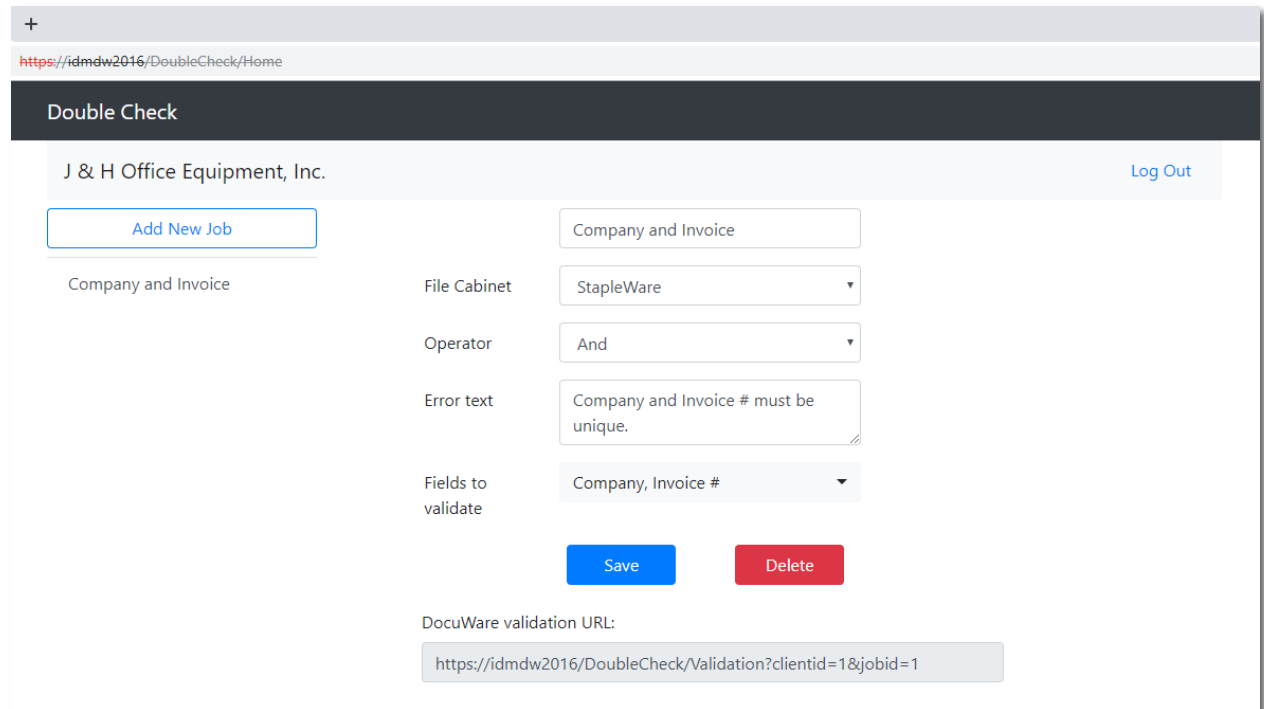 +
https://idmdw2016/DoubleCheck/Home
Double Check
J & H Office Equipment, Inc.
Log Out
Add New Job
Company and Invoice
Company and Invoice
File Cabinet
StapleWare
Operator
And
Error text
Company and Invoice # must be
unique.
Fields to
validate
Company, Invoice #
Save
Delete
DocuWare validation URL:
https://idmdw2016/DoubleCheck/Validation?clientid=1&jobid=1